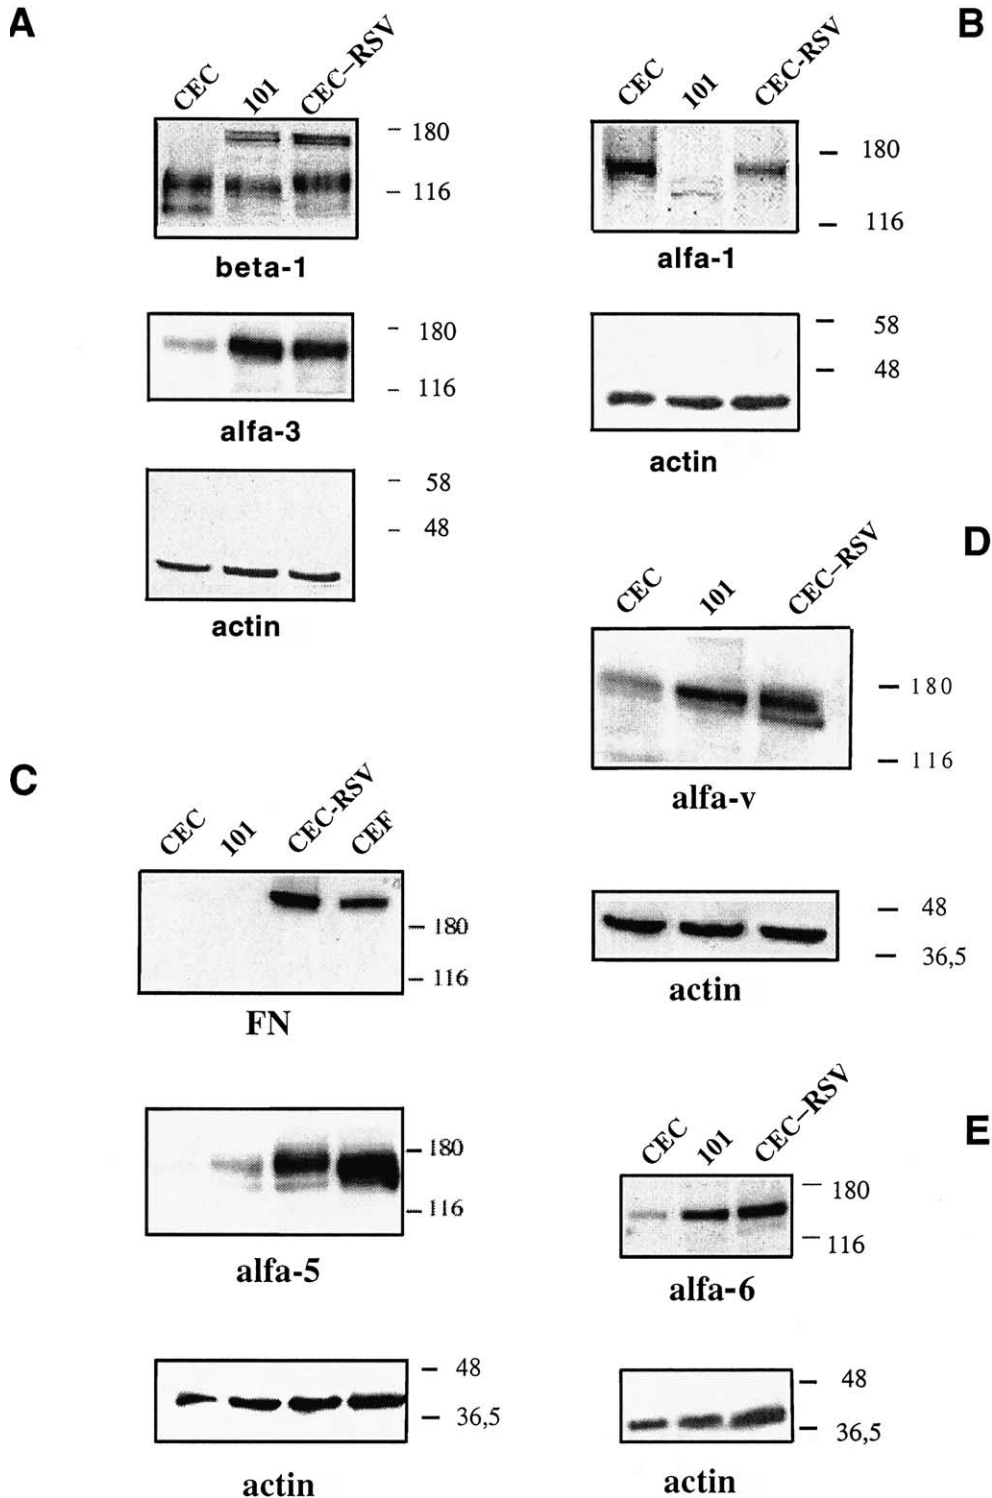 A
CEC 101 CEC–RSV
– 180
– 116
beta-1
– 180
– 116
alfa-3
– 58
– 48
actin
B
CEC 101 CEC-RSV
– 180
– 116
alfa-1
– 58
– 48
actin
C
CEC 101 CEC-RSV CEF
– 180
– 116
FN
– 180
– 116
alfa-5
– 48
– 36,5
actin
D
CEC 101 CEC–RSV
– 180
– 116
alfa-v
– 48
– 36,5
actin
E
CEC 101 CEC–RSV
– 180
– 116
alfa-6
– 48
– 36,5
actin